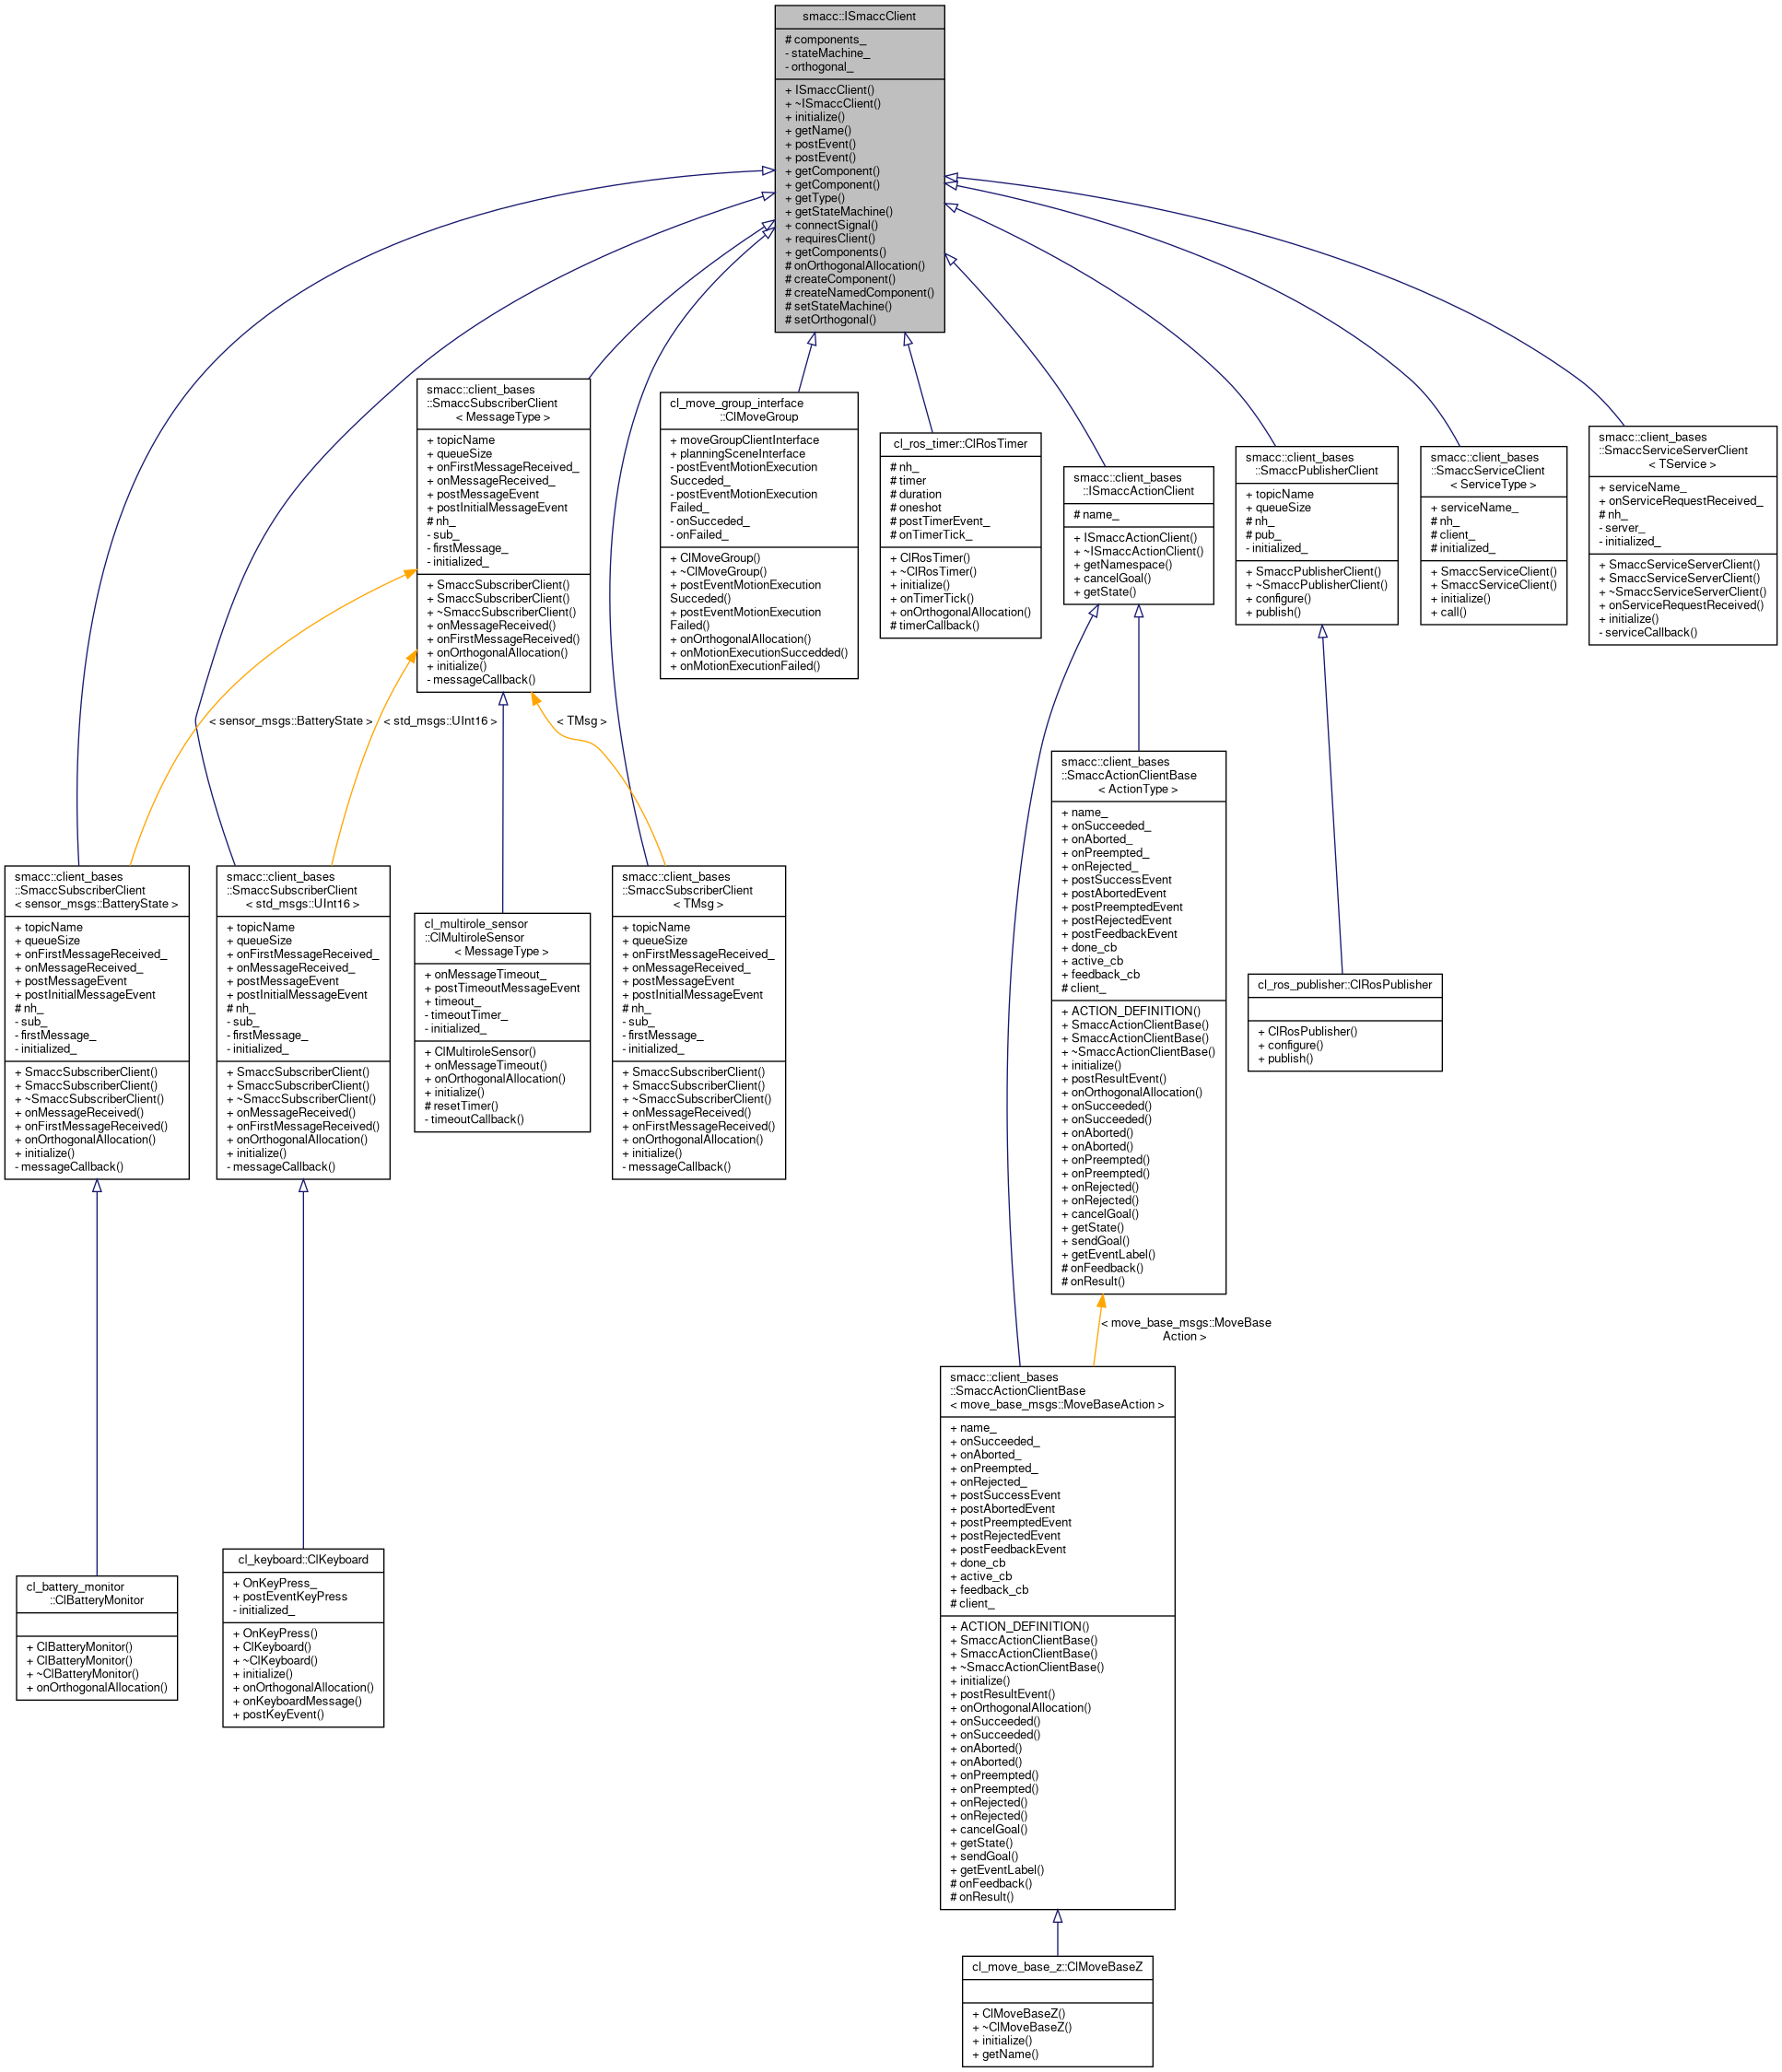 smacc::ISmaccClient
# components_
- stateMachine_
- orthogonal_
+ ISmaccClient()
+ ~ISmaccClient()
+ initialize()
+ getName()
+ postEvent()
+ postEvent()
+ getComponent()
+ getComponent()
+ getType()
+ getStateMachine()
+ connectSignal()
+ requiresClient()
+ getComponents()
# onOrthogonalAllocation()
# createComponent()
# createNamedComponent()
# setStateMachine()
# setOrthogonal()
smacc::client_bases
::SmaccSubscriberClient
< MessageType >
+ topicName
+ queueSize
+ onFirstMessageReceived_
+ onMessageReceived_
+ postMessageEvent
+ postInitialMessageEvent
# nh_
- sub_
- firstMessage_
- initialized_
+ SmaccSubscriberClient()
+ SmaccSubscriberClient()
+ ~SmaccSubscriberClient()
+ onMessageReceived()
+ onFirstMessageReceived()
+ onOrthogonalAllocation()
+ initialize()
- messageCallback()
cl_move_group_interface
::ClMoveGroup
+ moveGroupClientInterface
+ planningSceneInterface
- postEventMotionExecution
Succeded_
- postEventMotionExecution
Failed_
- onSucceded_
- onFailed_
+ ClMoveGroup()
+ ~ClMoveGroup()
+ postEventMotionExecution
Succeded()
+ postEventMotionExecution
Failed()
+ onOrthogonalAllocation()
+ onMotionExecutionSuccedded()
+ onMotionExecutionFailed()
cl_ros_timer::ClRosTimer
# nh_
# timer
# duration
# oneshot
# postTimerEvent_
# onTimerTick_
+ ClRosTimer()
+ ~ClRosTimer()
+ initialize()
+ onTimerTick()
+ onOrthogonalAllocation()
# timerCallback()
smacc::client_bases
::ISmaccActionClient
# name_
+ ISmaccActionClient()
+ ~ISmaccActionClient()
+ getNamespace()
+ cancelGoal()
+ getState()
smacc::client_bases
::SmaccPublisherClient
+ topicName
+ queueSize
# nh_
# pub_
- initialized_
+ SmaccPublisherClient()
+ ~SmaccPublisherClient()
+ configure()
+ publish()
smacc::client_bases
::SmaccServiceClient
< ServiceType >
+ serviceName_
# nh_
# client_
# initialized_
+ SmaccServiceClient()
+ SmaccServiceClient()
+ initialize()
+ call()
smacc::client_bases
::SmaccServiceServerClient
< TService >
+ serviceName_
+ onServiceRequestReceived_
# nh_
- server_
- initialized_
+ SmaccServiceServerClient()
+ SmaccServiceServerClient()
+ ~SmaccServiceServerClient()
+ onServiceRequestReceived()
+ initialize()
- serviceCallback()
< sensor_msgs::BatteryState >
< std_msgs::UInt16 >
< TMsg >
smacc::client_bases
::SmaccSubscriberClient
< sensor_msgs::BatteryState >
+ topicName
+ queueSize
+ onFirstMessageReceived_
+ onMessageReceived_
+ postMessageEvent
+ postInitialMessageEvent
# nh_
- sub_
- firstMessage_
- initialized_
+ SmaccSubscriberClient()
+ SmaccSubscriberClient()
+ ~SmaccSubscriberClient()
+ onMessageReceived()
+ onFirstMessageReceived()
+ onOrthogonalAllocation()
+ initialize()
- messageCallback()
smacc::client_bases
::SmaccSubscriberClient
< std_msgs::UInt16 >
+ topicName
+ queueSize
+ onFirstMessageReceived_
+ onMessageReceived_
+ postMessageEvent
+ postInitialMessageEvent
# nh_
- sub_
- firstMessage_
- initialized_
+ SmaccSubscriberClient()
+ SmaccSubscriberClient()
+ ~SmaccSubscriberClient()
+ onMessageReceived()
+ onFirstMessageReceived()
+ onOrthogonalAllocation()
+ initialize()
- messageCallback()
cl_multirole_sensor
::ClMultiroleSensor
< MessageType >
+ onMessageTimeout_
+ postTimeoutMessageEvent
+ timeout_
- timeoutTimer_
- initialized_
+ ClMultiroleSensor()
+ onMessageTimeout()
+ onOrthogonalAllocation()
+ initialize()
# resetTimer()
- timeoutCallback()
smacc::client_bases
::SmaccSubscriberClient
< TMsg >
+ topicName
+ queueSize
+ onFirstMessageReceived_
+ onMessageReceived_
+ postMessageEvent
+ postInitialMessageEvent
# nh_
- sub_
- firstMessage_
- initialized_
+ SmaccSubscriberClient()
+ SmaccSubscriberClient()
+ ~SmaccSubscriberClient()
+ onMessageReceived()
+ onFirstMessageReceived()
+ onOrthogonalAllocation()
+ initialize()
- messageCallback()
smacc::client_bases
::SmaccActionClientBase
< ActionType >
+ name_
+ onSucceeded_
+ onAborted_
+ onPreempted_
+ onRejected_
+ postSuccessEvent
+ postAbortedEvent
+ postPreemptedEvent
+ postRejectedEvent
+ postFeedbackEvent
+ done_cb
+ active_cb
+ feedback_cb
# client_
+ ACTION_DEFINITION()
+ SmaccActionClientBase()
+ SmaccActionClientBase()
+ ~SmaccActionClientBase()
+ initialize()
+ postResultEvent()
+ onOrthogonalAllocation()
+ onSucceeded()
+ onSucceeded()
+ onAborted()
+ onAborted()
+ onPreempted()
+ onPreempted()
+ onRejected()
+ onRejected()
+ cancelGoal()
+ getState()
+ sendGoal()
+ getEventLabel()
# onFeedback()
# onResult()
cl_ros_publisher::ClRosPublisher
+ ClRosPublisher()
+ configure()
+ publish()
< move_base_msgs::MoveBase
Action >
smacc::client_bases
::SmaccActionClientBase
< move_base_msgs::MoveBaseAction >
+ name_
+ onSucceeded_
+ onAborted_
+ onPreempted_
+ onRejected_
+ postSuccessEvent
+ postAbortedEvent
+ postPreemptedEvent
+ postRejectedEvent
+ postFeedbackEvent
+ done_cb
+ active_cb
+ feedback_cb
# client_
+ ACTION_DEFINITION()
+ SmaccActionClientBase()
+ SmaccActionClientBase()
+ ~SmaccActionClientBase()
+ initialize()
+ postResultEvent()
+ onOrthogonalAllocation()
+ onSucceeded()
+ onSucceeded()
+ onAborted()
+ onAborted()
+ onPreempted()
+ onPreempted()
+ onRejected()
+ onRejected()
+ cancelGoal()
+ getState()
+ sendGoal()
+ getEventLabel()
# onFeedback()
# onResult()
cl_battery_monitor
::ClBatteryMonitor
+ ClBatteryMonitor()
+ ClBatteryMonitor()
+ ~ClBatteryMonitor()
+ onOrthogonalAllocation()
cl_keyboard::ClKeyboard
+ OnKeyPress_
+ postEventKeyPress
- initialized_
+ OnKeyPress()
+ ClKeyboard()
+ ~ClKeyboard()
+ initialize()
+ onOrthogonalAllocation()
+ onKeyboardMessage()
+ postKeyEvent()
cl_move_base_z::ClMoveBaseZ
+ ClMoveBaseZ()
+ ~ClMoveBaseZ()
+ initialize()
+ getName()